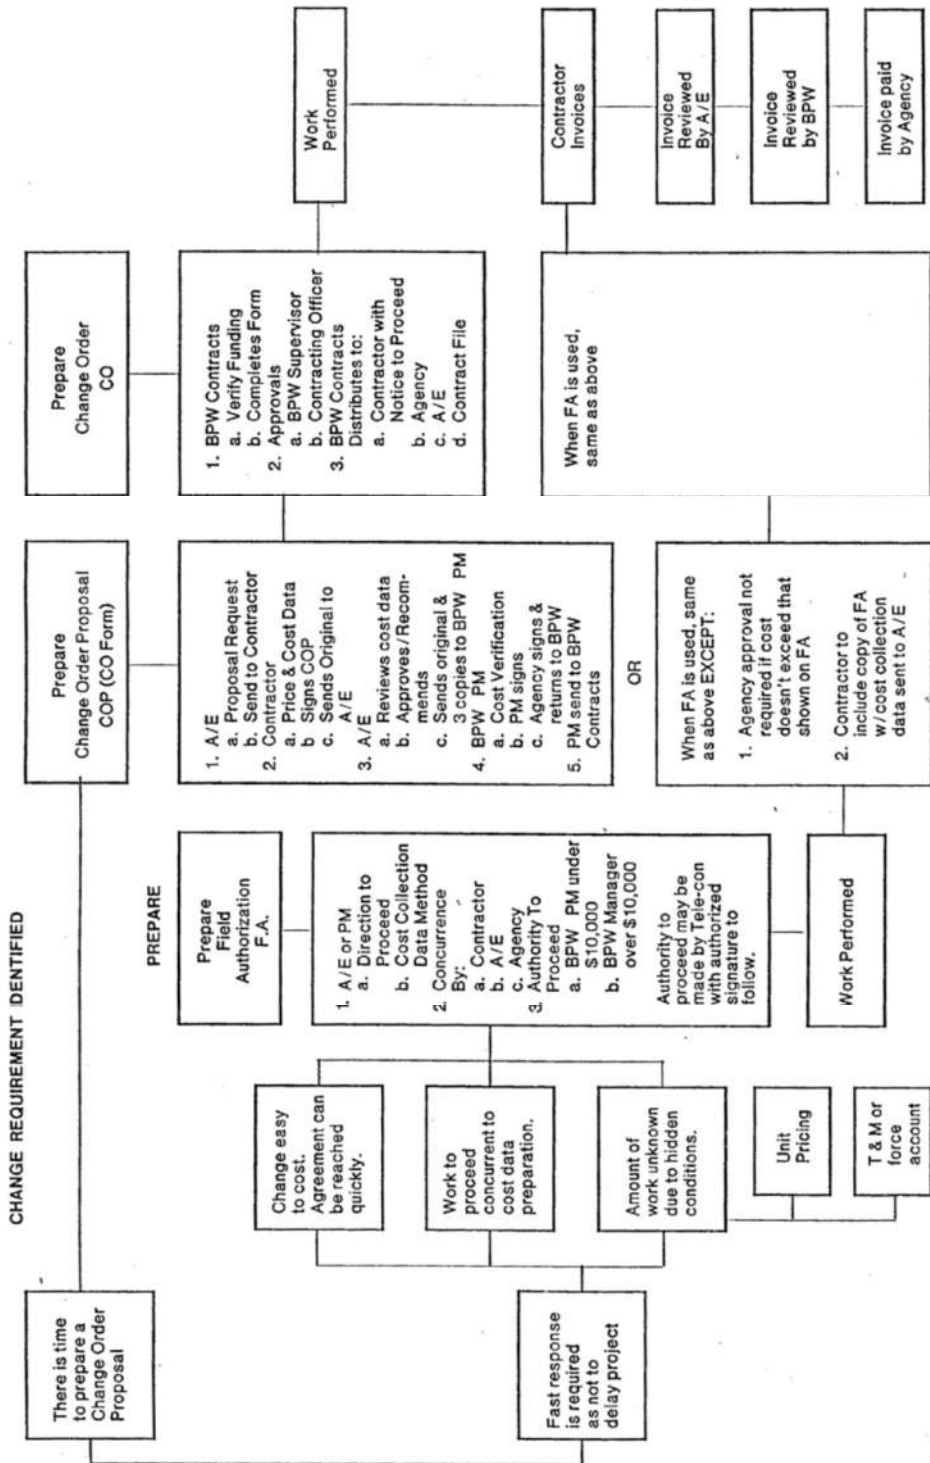 CHANGE REQUIREMENT IDENTIFIED
There is time
to prepare a
Change Order
Proposal
Fast response
is required
as not to
delay project
Change easy
to cost.
Agreement can
be reached
quickly.
Work to
proceed
concurrent to
cost data
preparation.
Amount of
work unknown
due to hidden
conditions.
Unit
Pricing
T & M or
force
account
PREPARE
Prepare
Field
Authorization
F.A.
1. A/E or PM
a. Direction to
Proceed
b. Cost Collection
Data Method
2. Concurrence
By:
a. Contractor
b. A/E
c. Agency
3. Authority To
Proceed
a. BPW PM under
$10,000
b. BPW Manager
over $10,000
Authority to
proceed may be
made by Tele-con
with authorized
signature to
follow.
Work Performed
Prepare
Change Order Proposal
COP (CO Form)
1. A/E
a. Proposal Request
b. Send to Contractor
2. Contractor
a. Price & Cost Data
b Signs COP
c. Sends Original to
A/E
3. A/E
a. Reviews cost data
b. Approves/Recom-
mends
c. Sends original &
3 copies to BPW PM
4. BPW PM
a. Cost Verification
b. PM signs
c. Agency signs &
returns to BPW
5. PM send to BPW
Contracts
OR
When FA is used, same
as above EXCEPT:
1. Agency approval not
required if cost
doesn't exceed that
shown on FA
2. Contractor to
include copy of FA
w/cost collection
data sent to A/E
Prepare
Change Order
CO
1. BPW Contracts
a. Verify Funding
b. Completes Form
2. Approvals
a. BPW Supervisor
b. Contracting Officer
3. BPW Contracts
Distributes to:
a. Contractor with
Notice to Proceed
b. Agency
c. A/E
d. Contract File
When FA is used,
same as above
Work
Performed
Contractor
Invoices
Invoice
Reviewed
By A/E
Invoice
Reviewed
by BPW
Invoice paid
by Agency